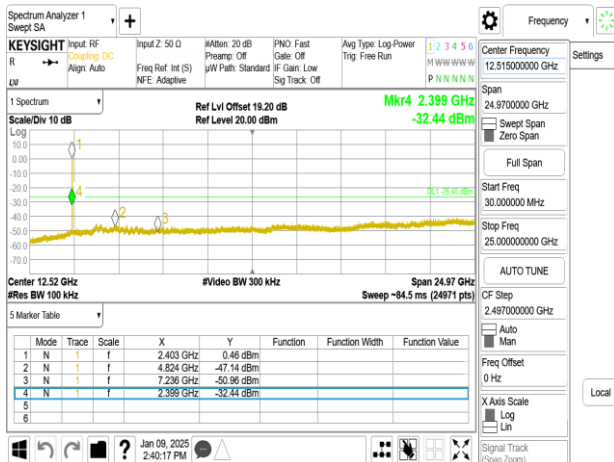 Spectrum Analyzer 1
Swept SA
+
Frequency
KEYSIGHT
R
LXI
Input: RF
Coupling: DC
Align: Auto
Input Z: 50 Ω
Freq Ref: Int (S)
NFE: Adaptive
#Atten: 20 dB
Preamp: Off
µW Path: Standard
PNO: Fast
Gate: Off
IF Gain: Low
Sig Track: Off
Avg Type: Log-Power
Trig: Free Run
1 2 3 4 5 6
M W W W W W
P N N N N N
1 Spectrum
Scale/Div 10 dB
Ref Lvl Offset 19.20 dB
Ref Level 20.00 dBm
Mkr4 2.399 GHz
-32.44 dBm
Log
10.0
0.00
-10.0
-20.0
-30.0
-40.0
-50.0
-60.0
-70.0
1
4
2
3
DL1 -26.40 dBm
Center 12.52 GHz
#Res BW 100 kHz
#Video BW 300 kHz
Span 24.97 GHz
Sweep ~84.5 ms (24971 pts)
5 Marker Table
Mode Trace Scale X Y Function Function Width Function Value
1 N 1 f 2.403 GHz 0.46 dBm
2 N 1 f 4.824 GHz -47.14 dBm
3 N 1 f 7.236 GHz -50.96 dBm
4 N 1 f 2.399 GHz -32.44 dBm
5
6
?
Jan 09, 2025
2:40:17 PM
Center Frequency
12.515000000 GHz
Span
24.9700000 GHz
Swept Span
Zero Span
Full Span
Start Freq
30.000000 MHz
Stop Freq
25.000000000 GHz
AUTO TUNE
CF Step
2.497000000 GHz
Auto
Man
Freq Offset
0 Hz
X Axis Scale
Log
Lin
Signal Track
(Span Zoom)
Settings
Local